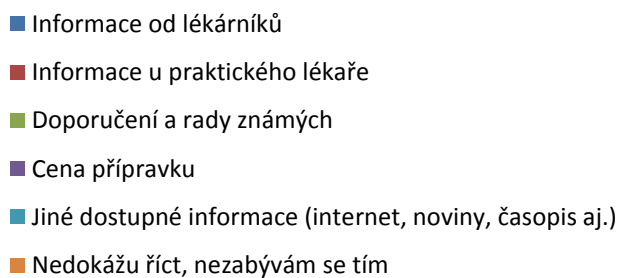 Informace od lékárníků
Informace u praktického lékaře
Doporučení a rady známých
Cena přípravku
Jiné dostupné informace (internet, noviny, časopis aj.)
Nedokážu říct, nezabývám se tím